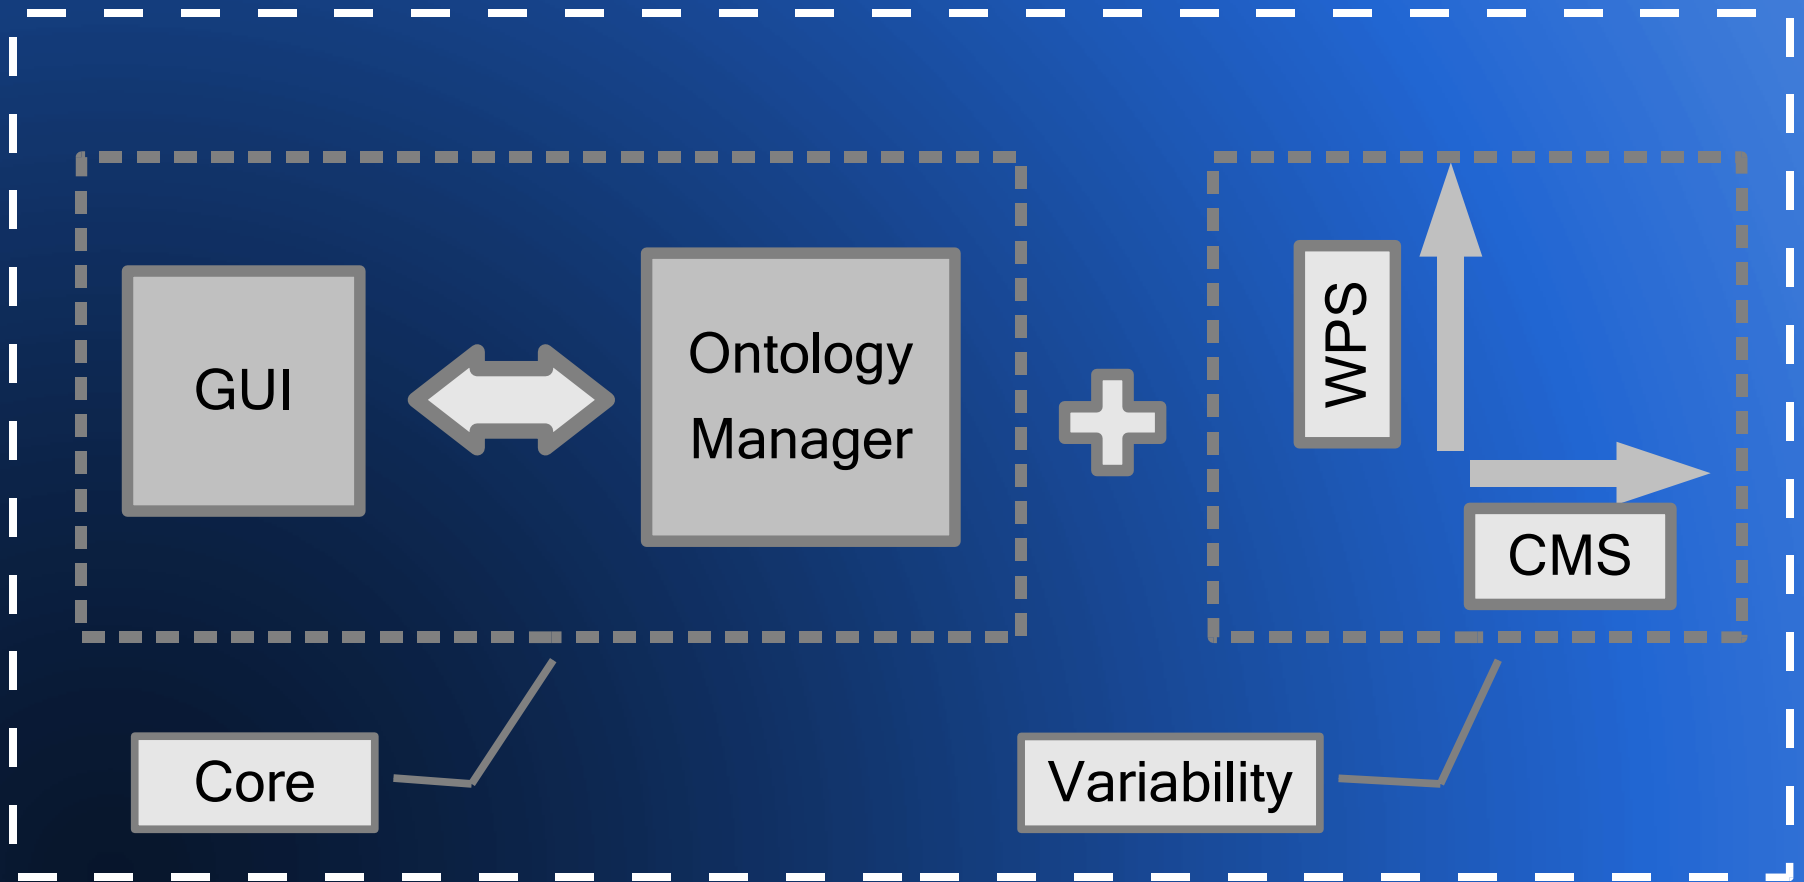 GUI
Ontology
Manager
WPS
CMS
Core
Variability